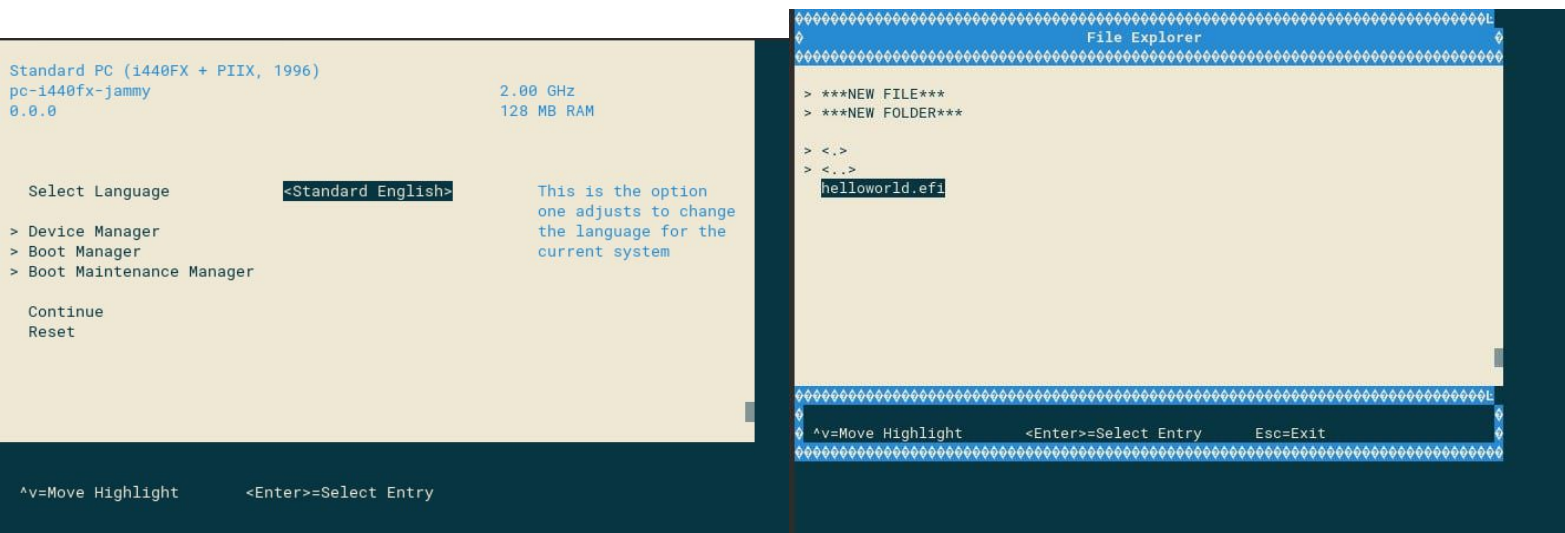 Standard PC (i440FX + PIIX, 1996)
pc-i440fx-jammy 2.00 GHz
0.0.0 128 MB RAM
Select Language <Standard English> This is the option
one adjusts to change
> Device Manager the language for the
> Boot Manager current system
> Boot Maintenance Manager
Continue
Reset
^v=Move Highlight <Enter>=Select Entry
File Explorer
> ***NEW FILE***
> ***NEW FOLDER***
> <.>
> <..>
helloworld.efi
^v=Move Highlight <Enter>=Select Entry Esc=Exit